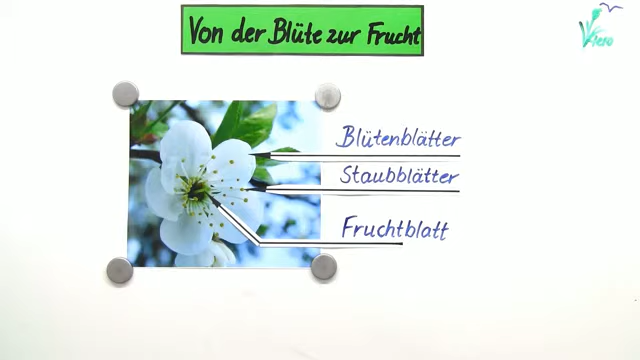 Von der Blüte zur Frucht
Blütenblätter
Staubblätter
Fruchtblatt